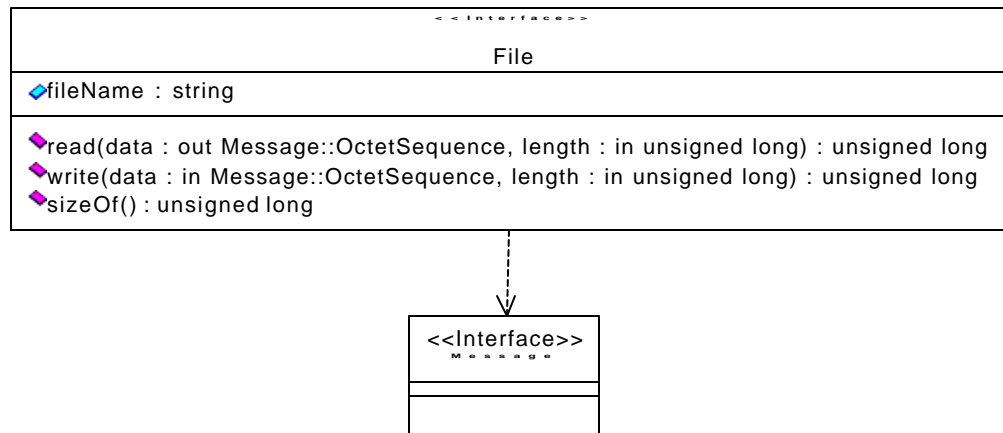 <<Interface>>
File
fileName : string
read(data : out Message::OctetSequence, length : in unsigned long) : unsigned long
write(data : in Message::OctetSequence, length : in unsigned long) : unsigned long
sizeOf() : unsigned long
<<Interface>>
Message